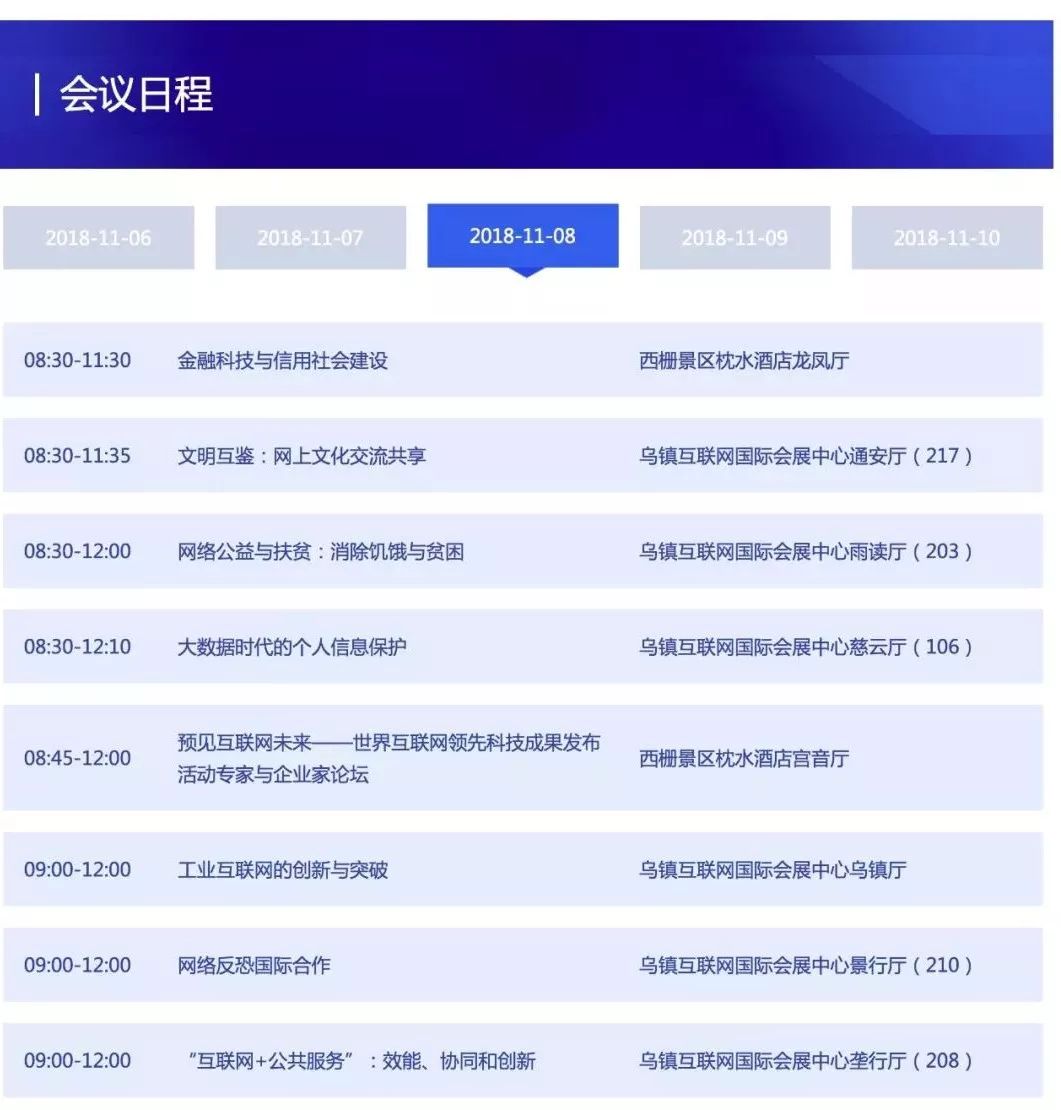 会议日程
2018-11-06 2018-11-07 2018-11-08 2018-11-09 2018-11-10
08:30-11:30 金融科技与信用社会建设 西栅景区枕水酒店龙凤厅
08:30-11:35 文明互鉴：网上文化交流共享 乌镇互联网国际会展中心通安厅（217）
08:30-12:00 网络公益与扶贫：消除饥饿与贫困 乌镇互联网国际会展中心雨读厅（203）
08:30-12:10 大数据时代的个人信息保护 乌镇互联网国际会展中心慈云厅（106）
08:45-12:00 预见互联网未来——世界互联网领先科技成果发布
活动专家与企业家论坛 西栅景区枕水酒店宫音厅
09:00-12:00 工业互联网的创新与突破 乌镇互联网国际会展中心乌镇厅
09:00-12:00 网络反恐国际合作 乌镇互联网国际会展中心景行厅（210）
09:00-12:00 “互联网+公共服务”：效能、协同和创新 乌镇互联网国际会展中心垄行厅（208）